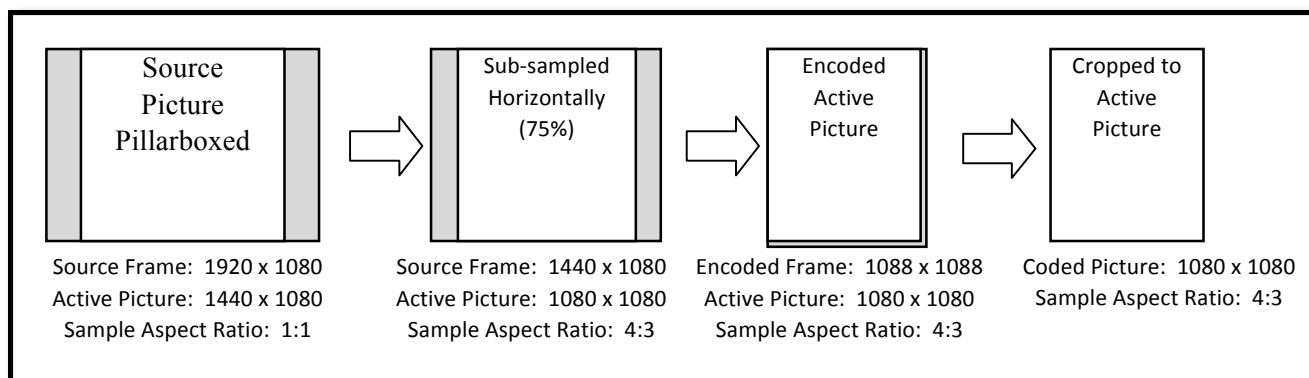 Source
Picture
Pillarboxed
Source Frame: 1920 x 1080
Active Picture: 1440 x 1080
Sample Aspect Ratio: 1:1
Sub-sampled
Horizontally
(75%)
Source Frame: 1440 x 1080
Active Picture: 1080 x 1080
Sample Aspect Ratio: 4:3
Encoded
Active
Picture
Encoded Frame: 1088 x 1088
Active Picture: 1080 x 1080
Sample Aspect Ratio: 4:3
Cropped to
Active
Picture
Coded Picture: 1080 x 1080
Sample Aspect Ratio: 4:3